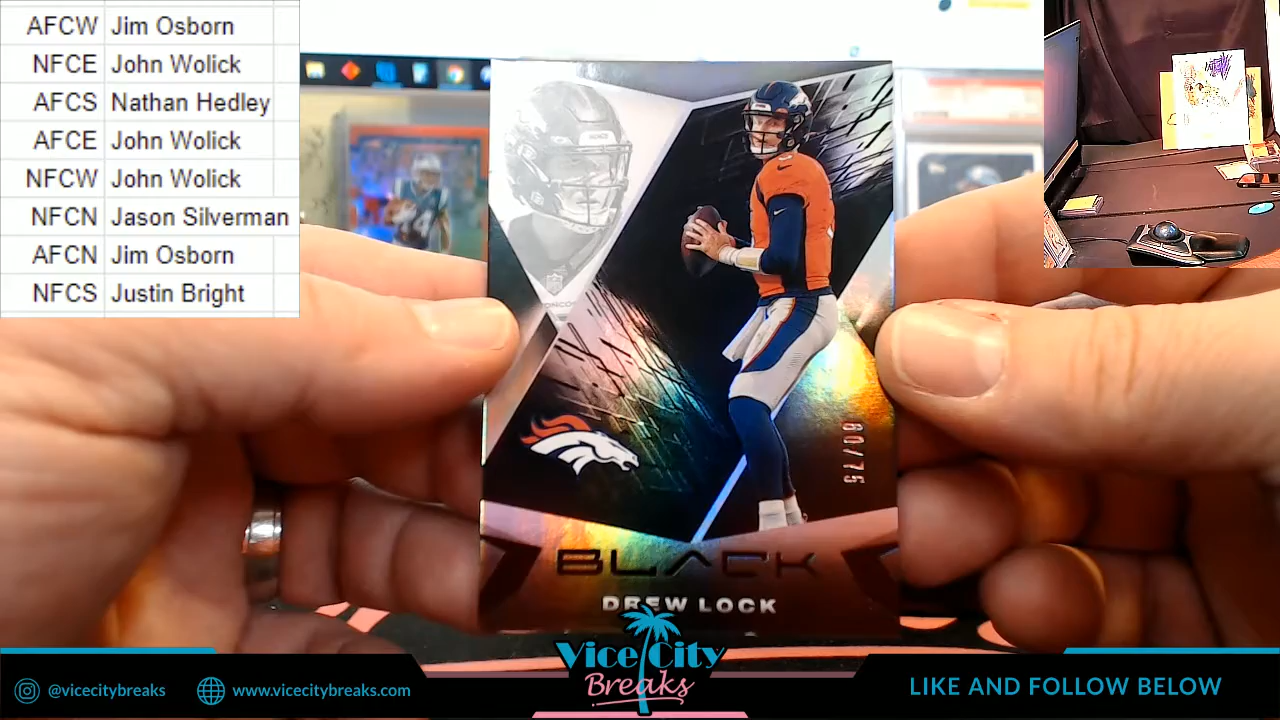 AFCW Jim Osborn
NFCE John Wolick
AFCS Nathan Hedley
AFCE John Wolick
NFCW John Wolick
NFCN Jason Silverman
AFCN Jim Osborn
NFCS Justin Bright
60/75
BLACK
DREW LOCK
Vice City
Breaks
@vicecitybreaks
www.vicecitybreaks.com
LIKE AND FOLLOW BELOW